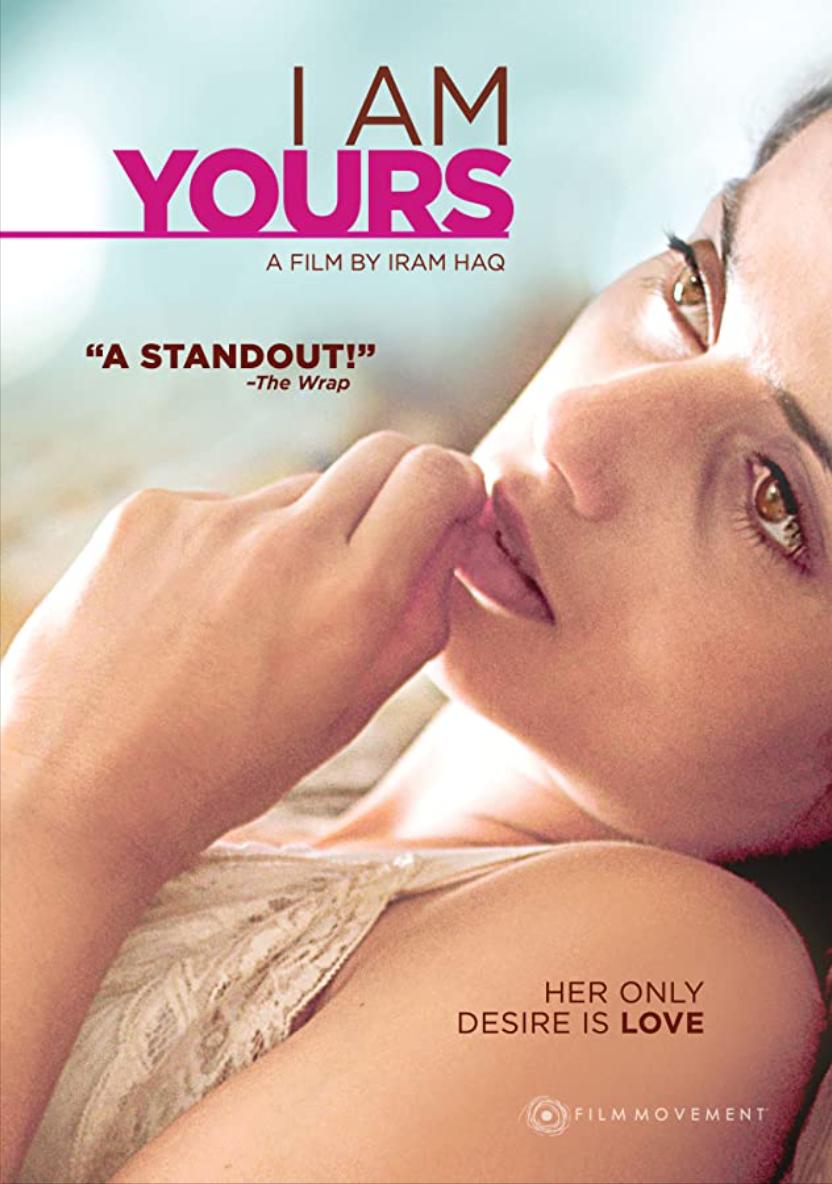 I AM
YOURS
A FILM BY IRAM HAQ
“A STANDOUT!”
–The Wrap
HER ONLY
DESIRE IS LOVE
FILM MOVEMENT